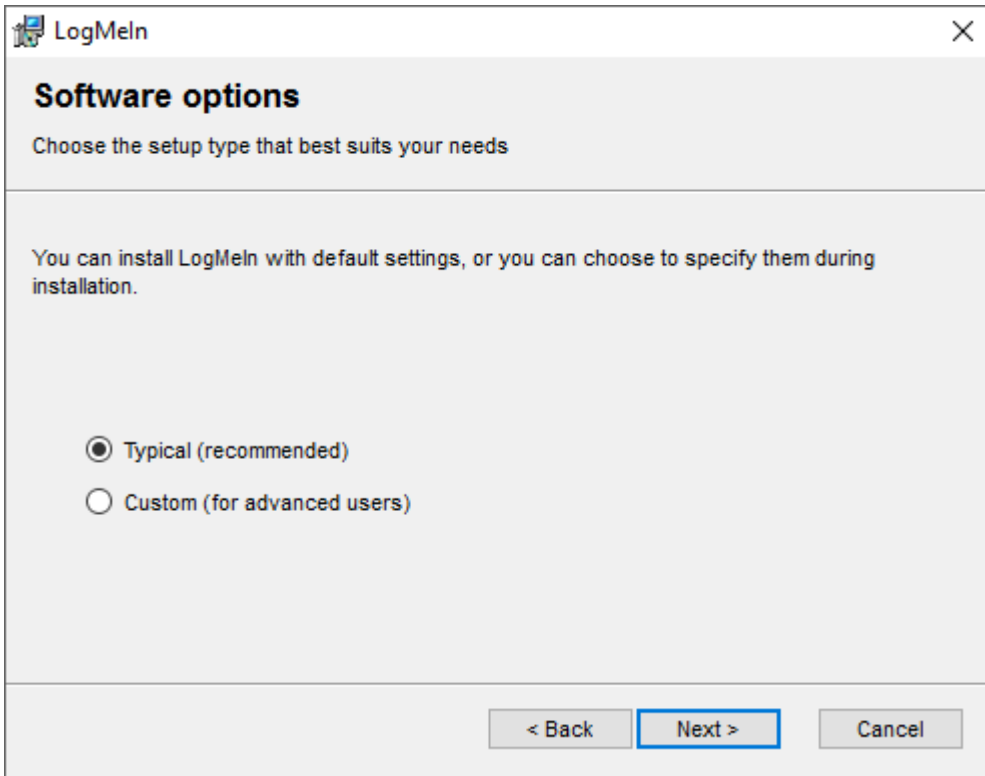 LogMeIn
Software options
Choose the setup type that best suits your needs
You can install LogMeIn with default settings, or you can choose to specify them during
installation.
Typical (recommended)
Custom (for advanced users)
< Back
Next >
Cancel